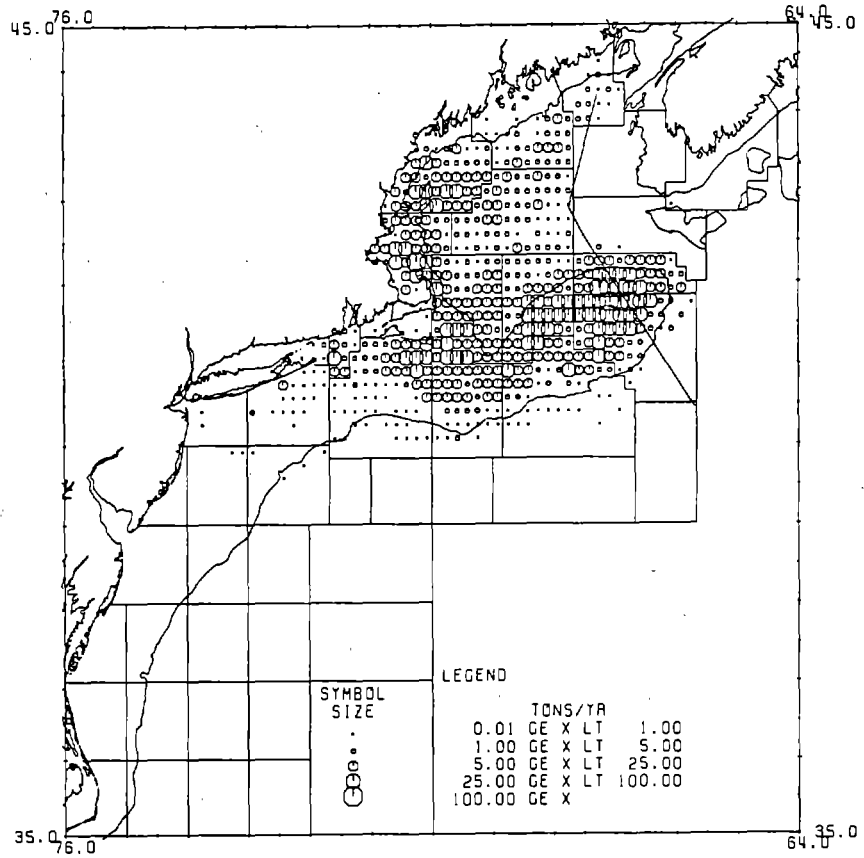 76.0 64.0
45.0 45.0
LEGEND
SYMBOL
SIZE
TONS/YR
0.01 GE X LT 1.00
1.00 GE X LT 5.00
5.00 GE X LT 25.00
25.00 GE X LT 100.00
100.00 GE X
35.0 35.0
76.0 64.0